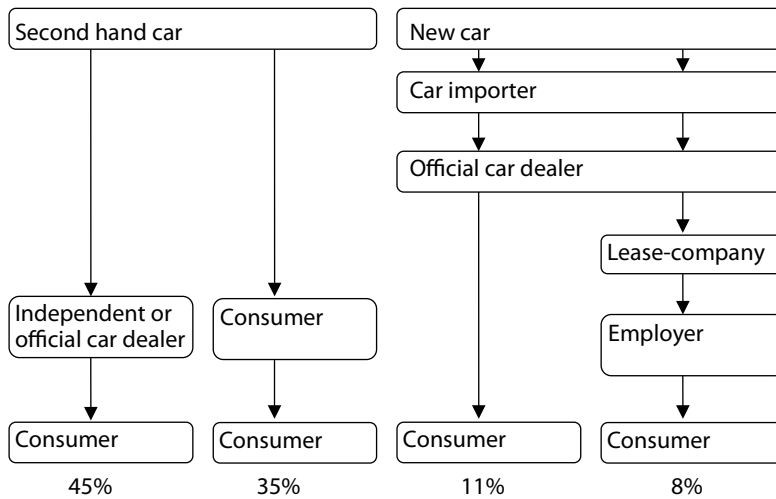 Second hand car
New car
Car importer
Official car dealer
Lease-company
Independent or
official car dealer
Consumer
Employer
Consumer
Consumer
Consumer
Consumer
45%
35%
11%
8%